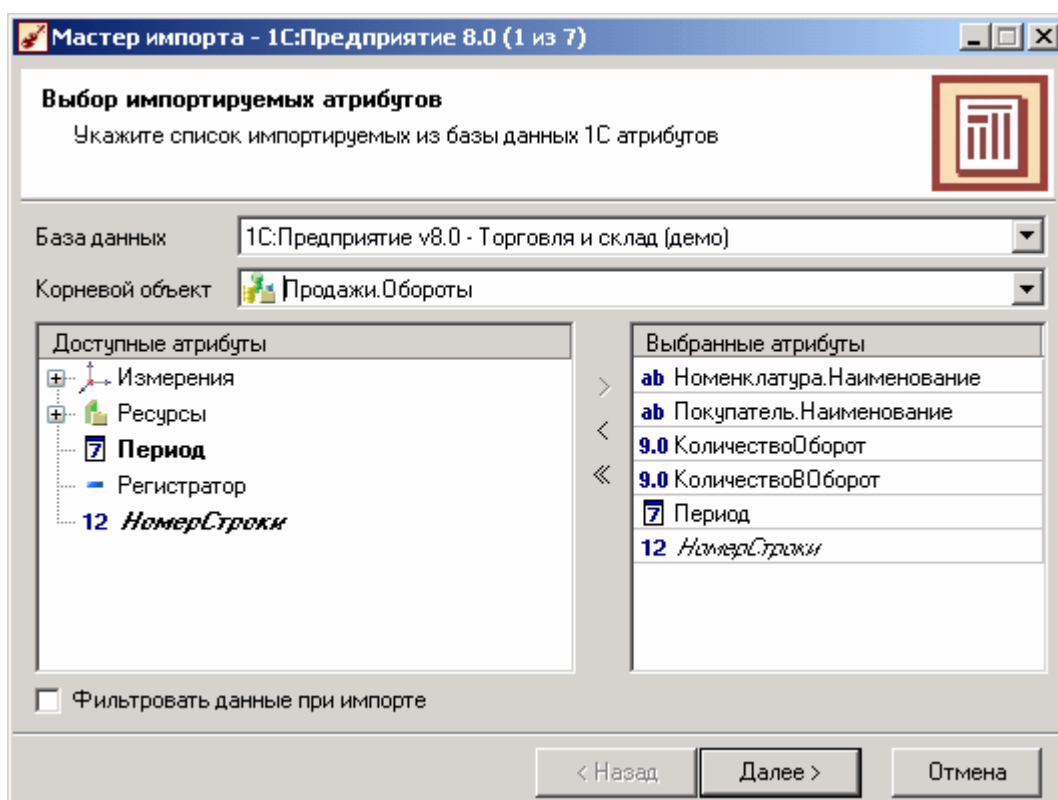 Мастер импорта - 1С:Предприятие 8.0 (1 из 7)
Выбор импортируемых атрибутов
Укажите список импортируемых из базы данных 1С атрибутов
База данных
1С:Предприятие v8.0 - Торговля и склад (демо)
Корневой объект
Продажи.Обороты
Доступные атрибуты
Измерения
Ресурсы
7 Период
Регистратор
12 НомерСтроки
>
<
«
Выбранные атрибуты
ab Номенклатура.Наименование
ab Покупатель.Наименование
9.0 КоличествоОборот
9.0 КоличествоВОборот
7 Период
12 НомерСтроки
Фильтровать данные при импорте
< Назад
Далее >
Отмена